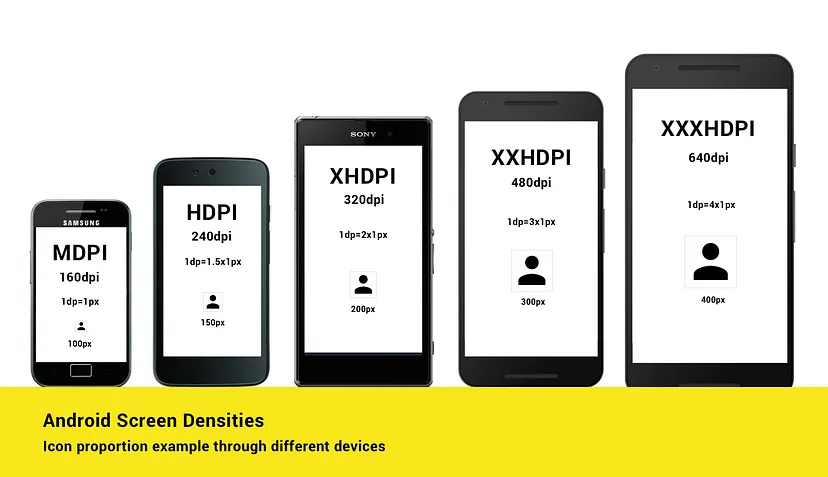 SAMSUNG
MDPI
160dpi
1dp=1px
100px
HDPI
240dpi
1dp=1.5x1px
150px
SONY
XHDPI
320dpi
1dp=2x1px
200px
XXHDPI
480dpi
1dp=3x1px
300px
XXXHDPI
640dpi
1dp=4x1px
400px
Android Screen Densities
Icon proportion example through different devices